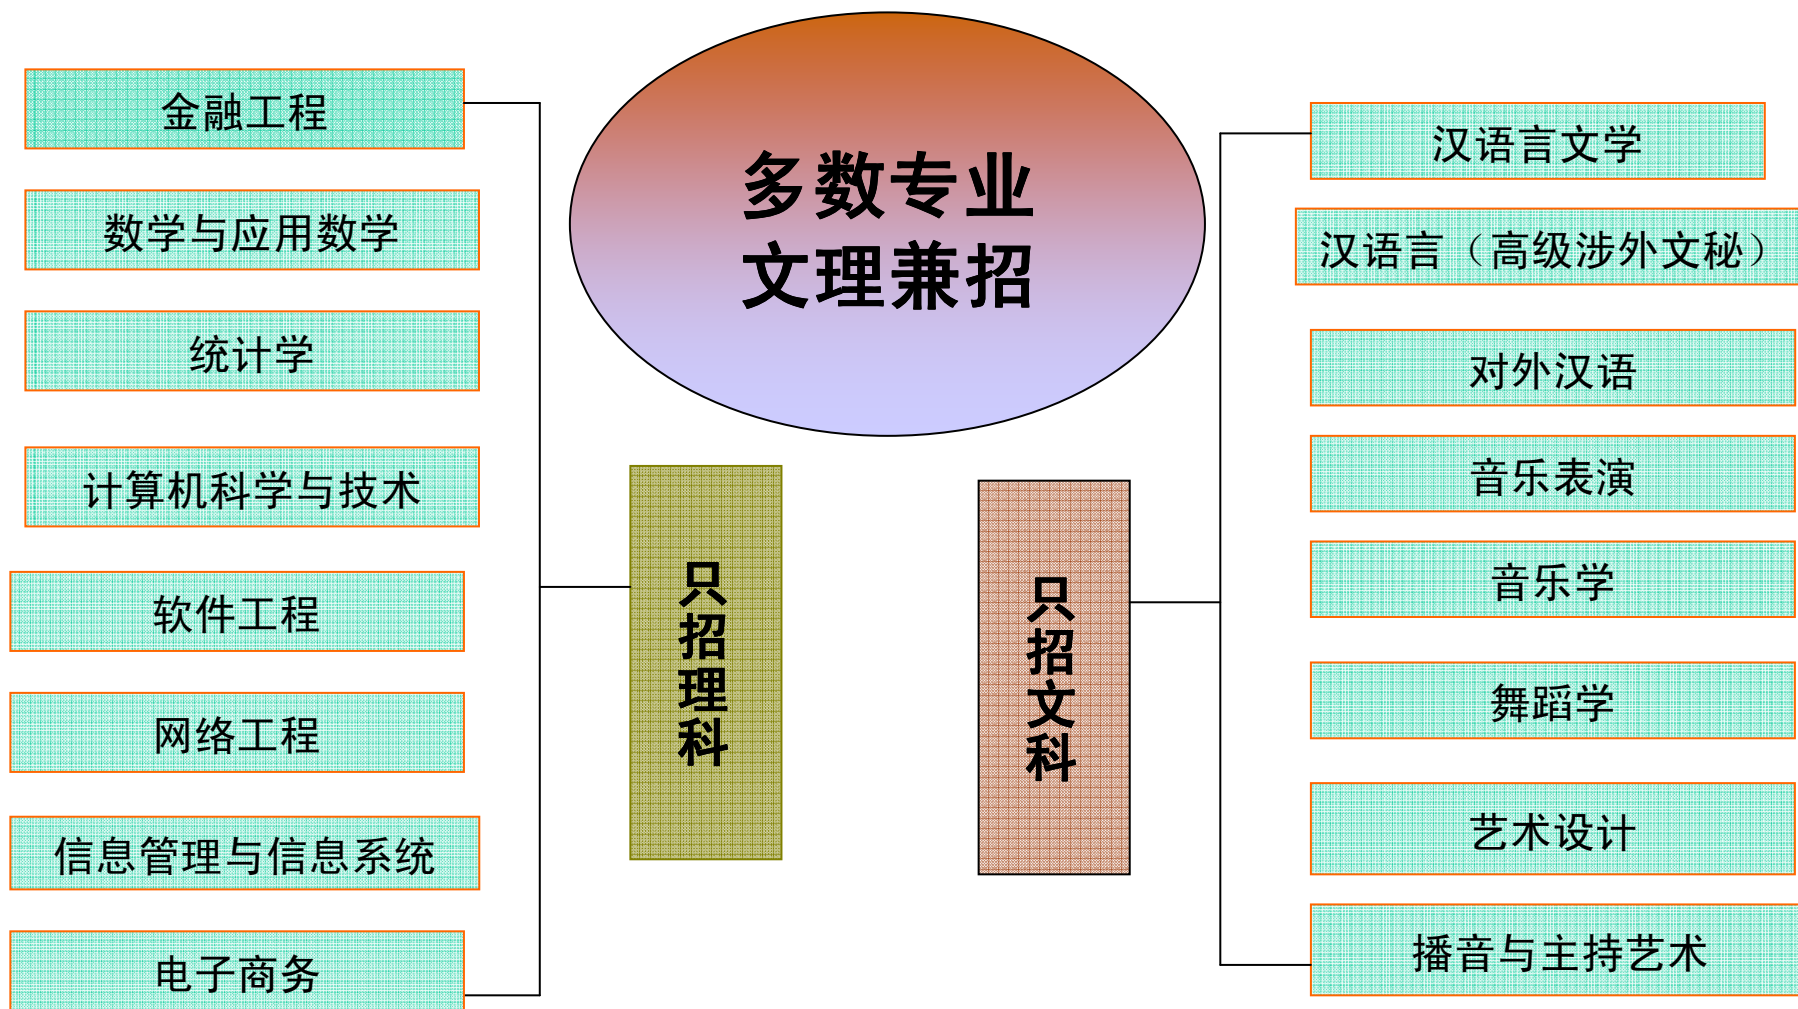 多数专业
文理兼招
金融工程
数学与应用数学
统计学
计算机科学与技术
软件工程
网络工程
信息管理与信息系统
电子商务
只招理科
只招文科
汉语言文学
汉语言（高级涉外文秘）
对外汉语
音乐表演
音乐学
舞蹈学
艺术设计
播音与主持艺术